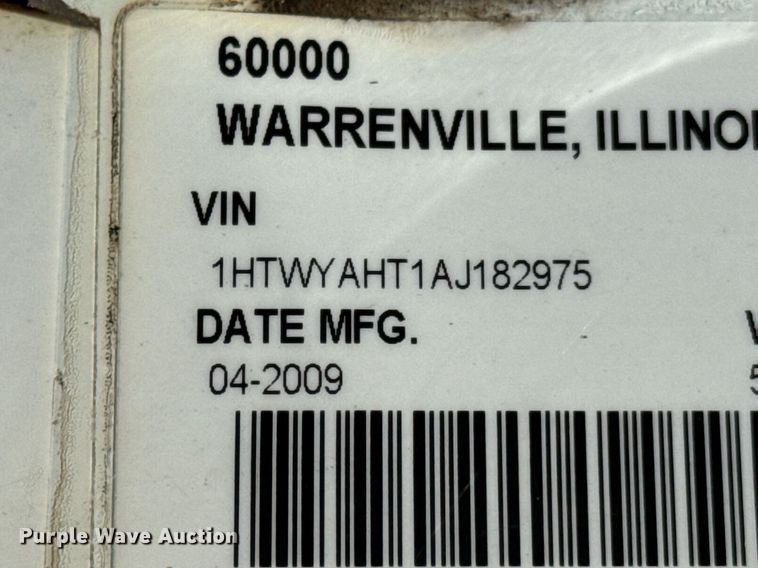 60000
WARRENVILLE, ILLINOI
VIN
1HTWYAHT1AJ182975
DATE MFG.
04-2009
Purple Wave Auction